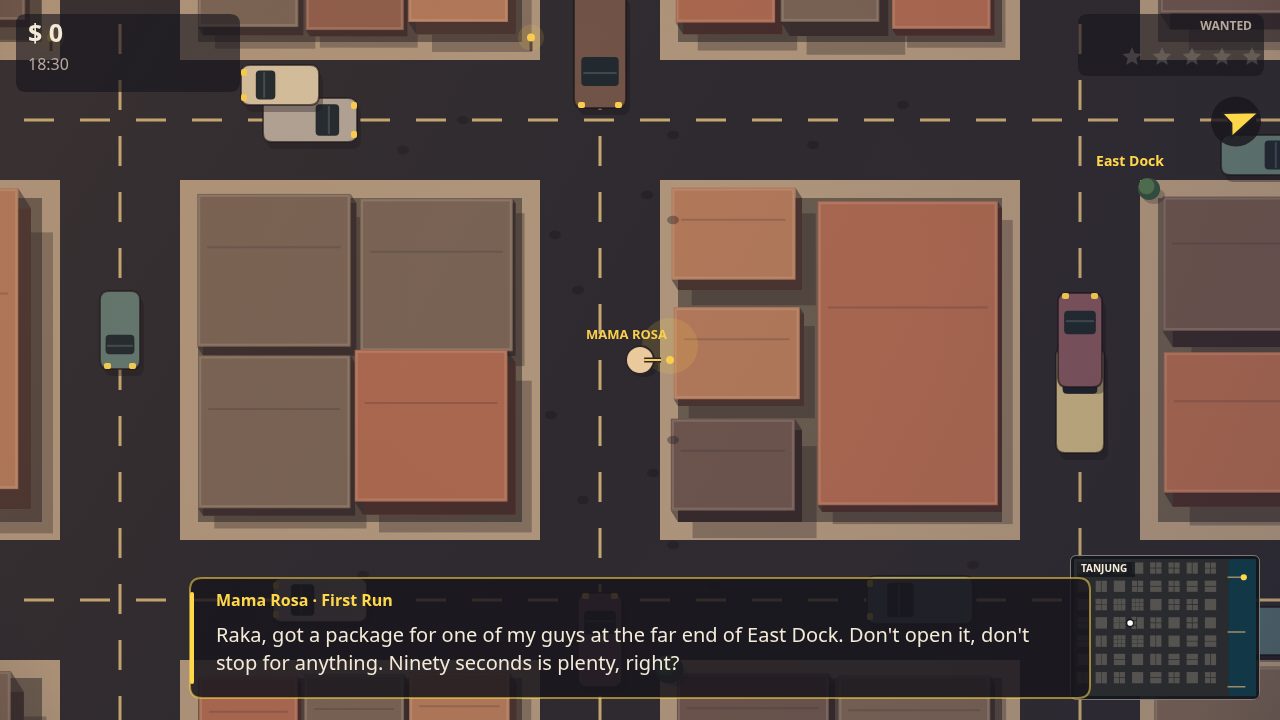 $ 0
18:30
WANTED
East Dock
MAMA ROSA
TANJUNG
Mama Rosa · First Run
Raka, got a package for one of my guys at the far end of East Dock. Don't open it, don't
stop for anything. Ninety seconds is plenty, right?